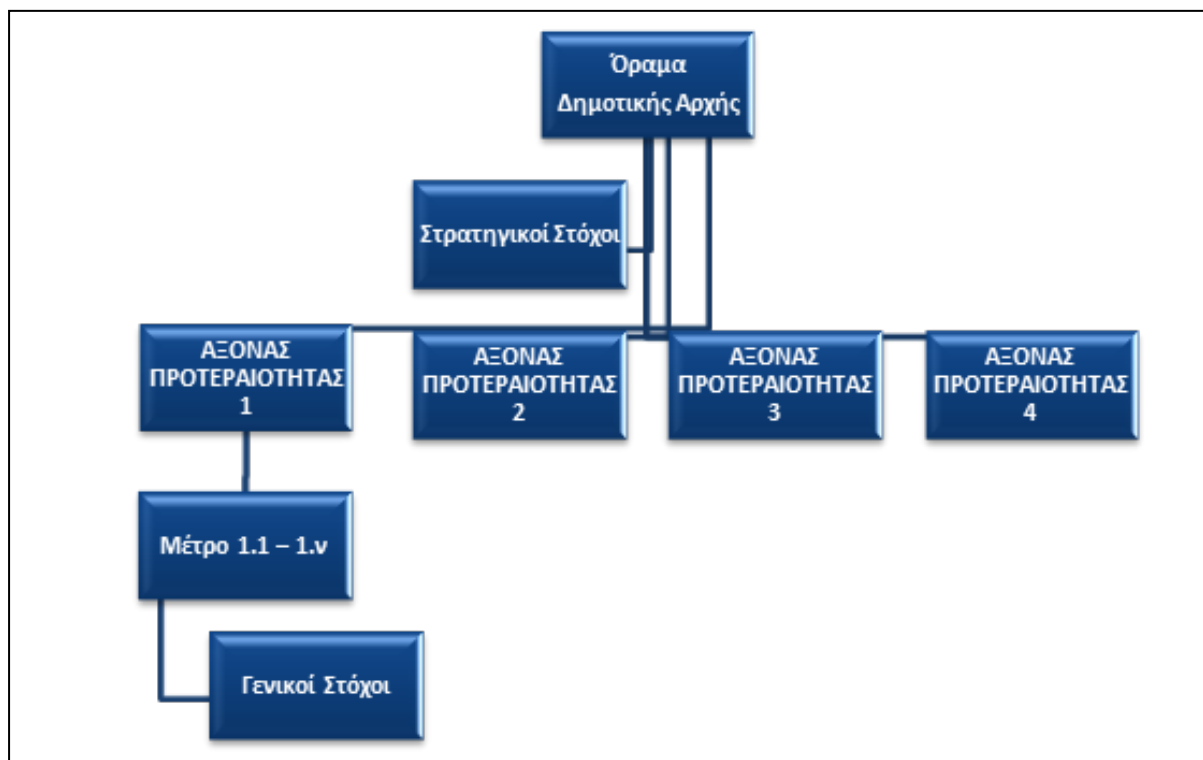 Όραμα
Δημοτικής Αρχής
Στρατηγικοί Στόχοι
ΑΞΟΝΑΣ
ΠΡΟΤΕΡΑΙΟΤΗΤΑΣ
1
ΑΞΟΝΑΣ
ΠΡΟΤΕΡΑΙΟΤΗΤΑΣ
2
ΑΞΟΝΑΣ
ΠΡΟΤΕΡΑΙΟΤΗΤΑΣ
3
ΑΞΟΝΑΣ
ΠΡΟΤΕΡΑΙΟΤΗΤΑΣ
4
Μέτρο 1.1 – 1.ν
Γενικοί Στόχοι